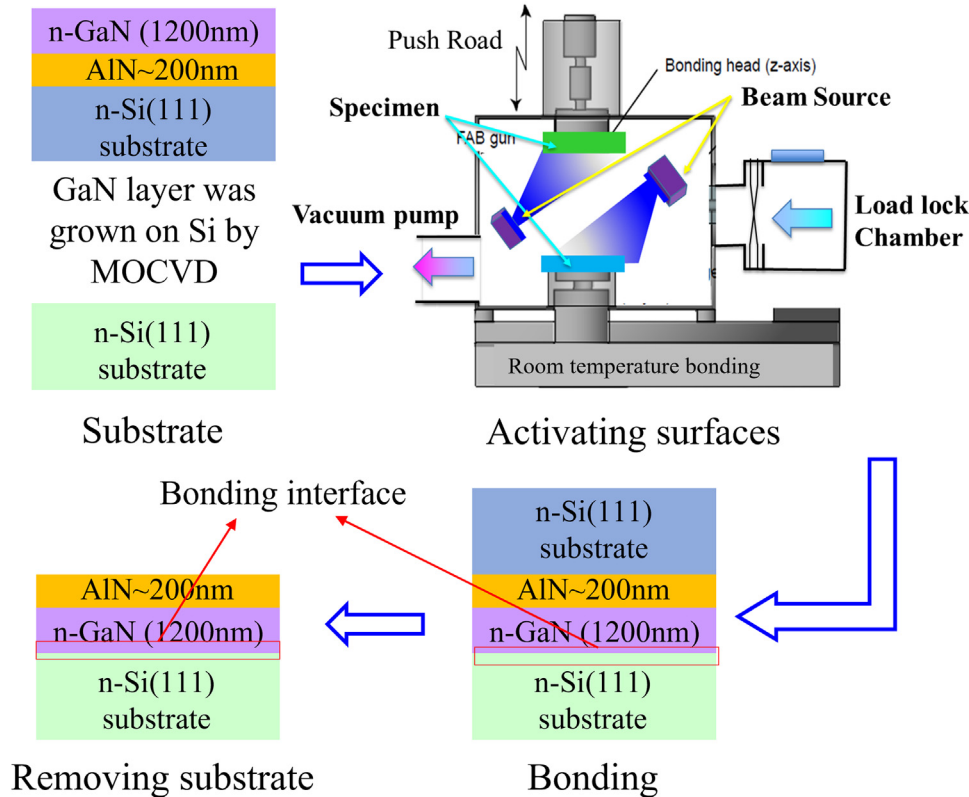 n-GaN (1200nm)
AlN~200nm
n-Si(111)
substrate
GaN layer was
grown on Si by
MOCVD
n-Si(111)
substrate
Substrate
Push Road
Bonding head (z-axis)
Specimen
Beam Source
FAB gun
Vacuum pump
Load lock
Chamber
Room temperature bonding
Activating surfaces
Bonding interface
AlN~200nm
n-GaN (1200nm)
n-Si(111)
substrate
Removing substrate
n-Si(111)
substrate
AlN~200nm
n-GaN (1200nm)
n-Si(111)
substrate
Bonding